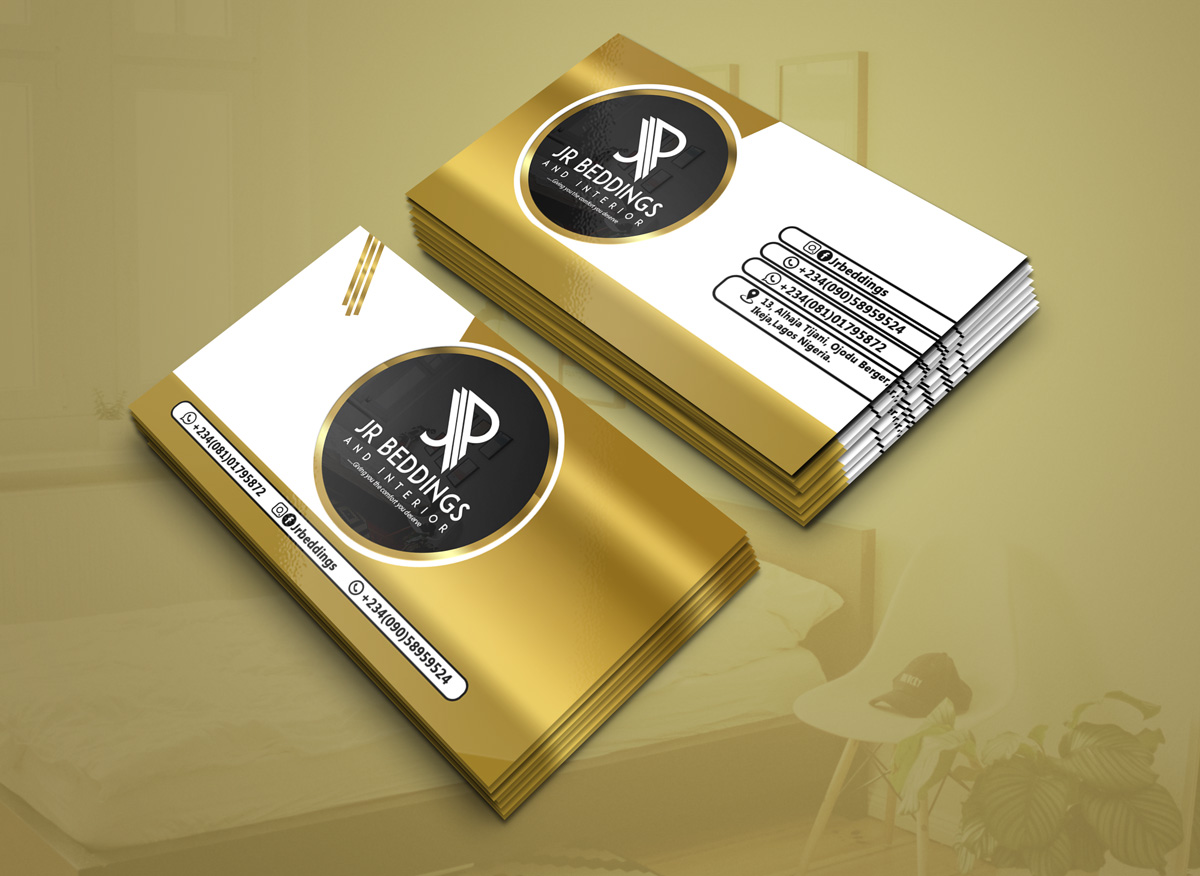 JR BEDDINGS
AND INTERIOR
....Giving you the comfort you deserve
Jrbeddings
+234(090)58959524
+234(081)01795872
13, Alhaja Tijani, Ojodu Berger,
Ikeja,Lagos Nigeria.
JR BEDDINGS
AND INTERIOR
....Giving you the comfort you deserve
+234(081)01795872
Jrbeddings
+234(090)58959524